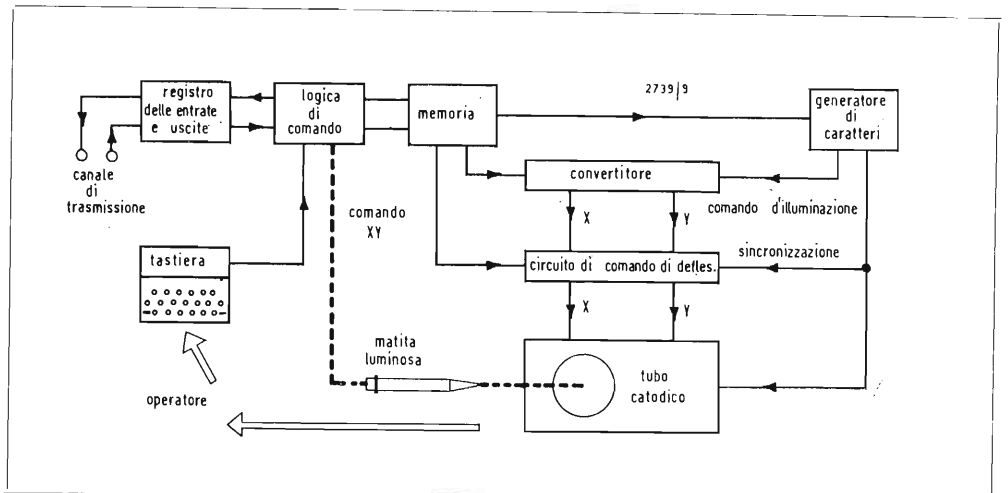 registro
delle entrate
e uscite
logica
di
comando
memoria
2739/9
generatore
di
caratteri
canale
di
trasmissione
convertitore
comando d'illuminazione
X
Y
comando
XY
tastiera
circuito di comando di defles.
sincronizzazione
X
Y
matita
luminosa
tubo
catodico
operatore